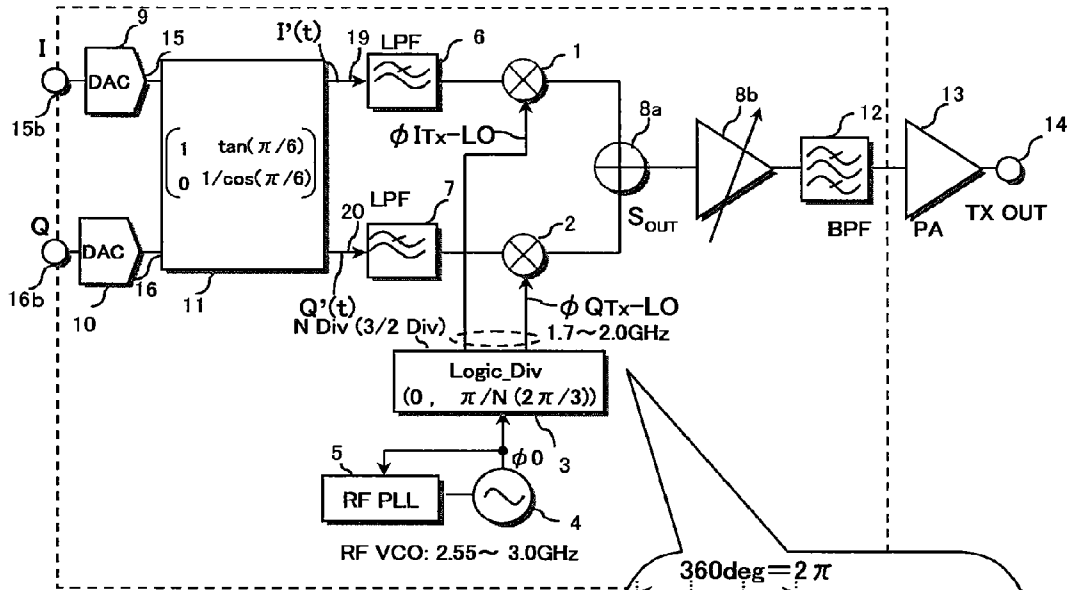 9
I
DAC
15
15b
I'(t)
19
LPF
6
1
φ ITx-LO
8a
8b
12
13
14
( 1 tan(π/6)
0 1/cos(π/6) )
LPF
7
20
2
SOUT
BPF
PA
TX OUT
Q
DAC
16
16b
10
11
Q'(t)
φ QTx-LO
N Div (3/2 Div)
1.7～2.0GHz
Logic_Div
(0 , π/N (2π/3))
3
φ0
5
RF PLL
4
RF VCO: 2.55～ 3.0GHz
360deg=2π